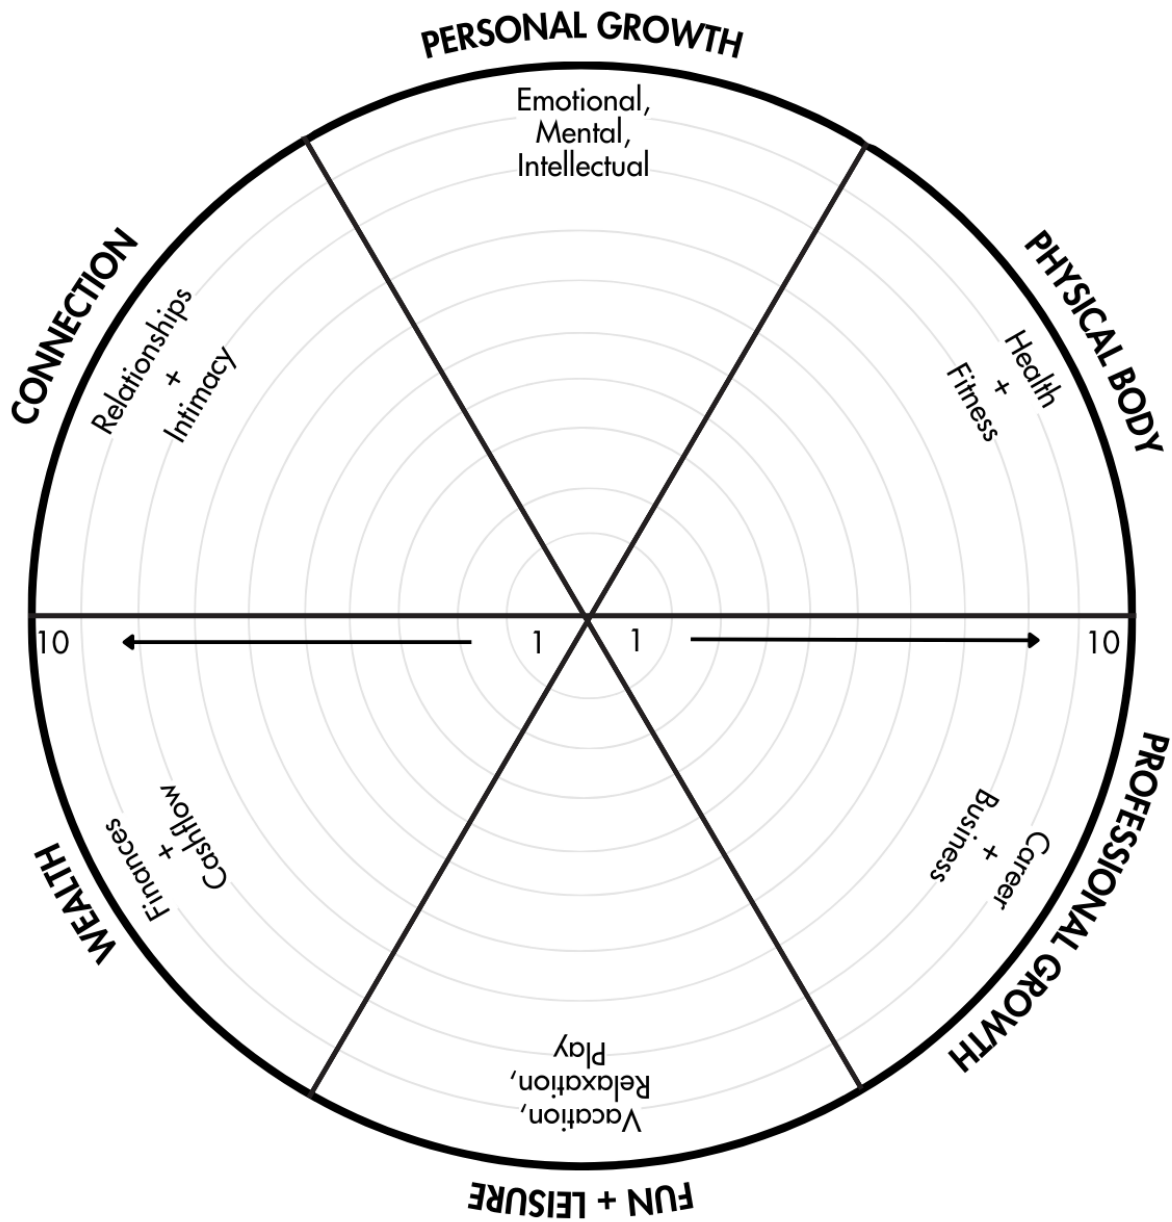 PERSONAL GROWTH
Emotional,
Mental,
Intellectual
CONNECTION
Relationships
+
Intimacy
PHYSICAL BODY
Health
+
Fitness
10
1
1
10
WEALTH
Finances
+
Cashflow
PROFESSIONAL GROWTH
Career
+
Business
FUN + LEISURE
Vacation,
Relaxation,
Play